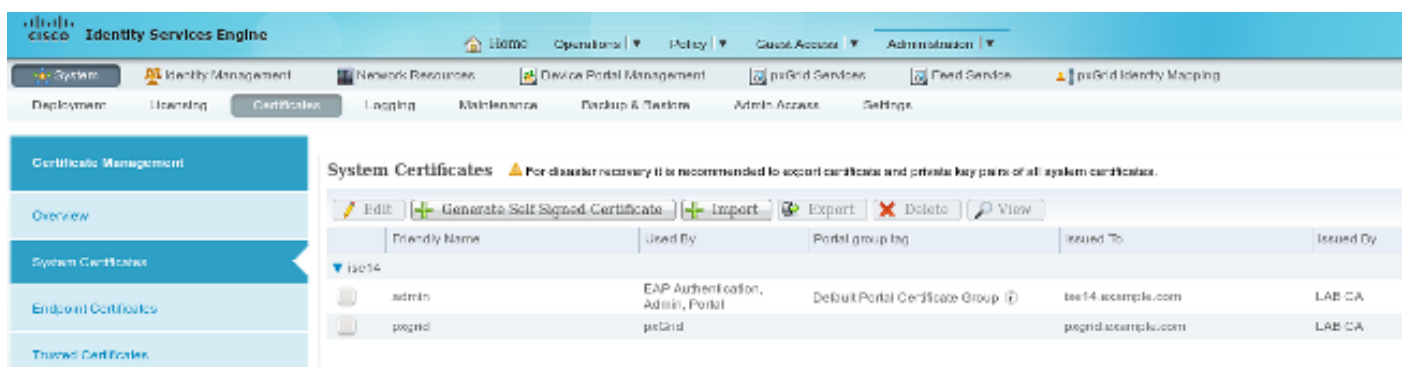 CISCO Identity Services Engine
Home Operations Policy Guest Access Administration
System Identity Management Network Resources Device Portal Management pxGrid Services Feed Service pxGrid Identity Mapping
Deployment Licensing Certificates Logging Maintenance Backup & Restore Admin Access Settings
Certificate Management
Overview
System Certificates
Endpoint Certificates
Trusted Certificates
System Certificates For disaster recovery it is recommended to export certificate and private key pairs of all system certificates.
Edit Generate Self Signed Certificate Import Export Delete View
Friendly Name Used By Portal group tag Issued To Issued By
ise14
admin EAP Authentication, Admin, Portal Default Portal Certificate Group ise14.example.com LAB CA
pxgrid pxGrid pxgrid.example.com LAB CA